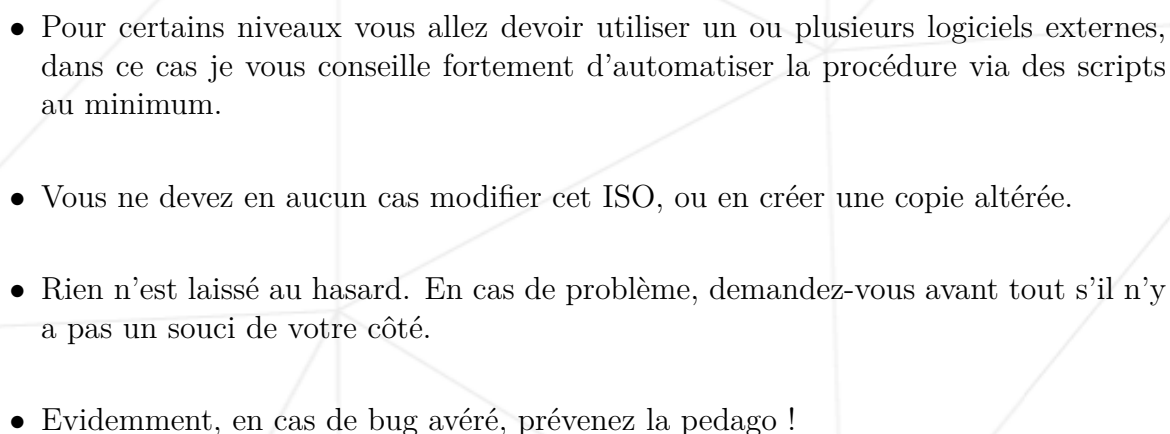 • Pour certains niveaux vous allez devoir utiliser un ou plusieurs logiciels externes,
dans ce cas je vous conseille fortement d'automatiser la procédure via des scripts
au minimum.
• Vous ne devez en aucun cas modifier cet ISO, ou en créer une copie altérée.
• Rien n'est laissé au hasard. En cas de problème, demandez-vous avant tout s'il n'y
a pas un souci de votre côté.
• Evidemment, en cas de bug avéré, prévenez la pedago !